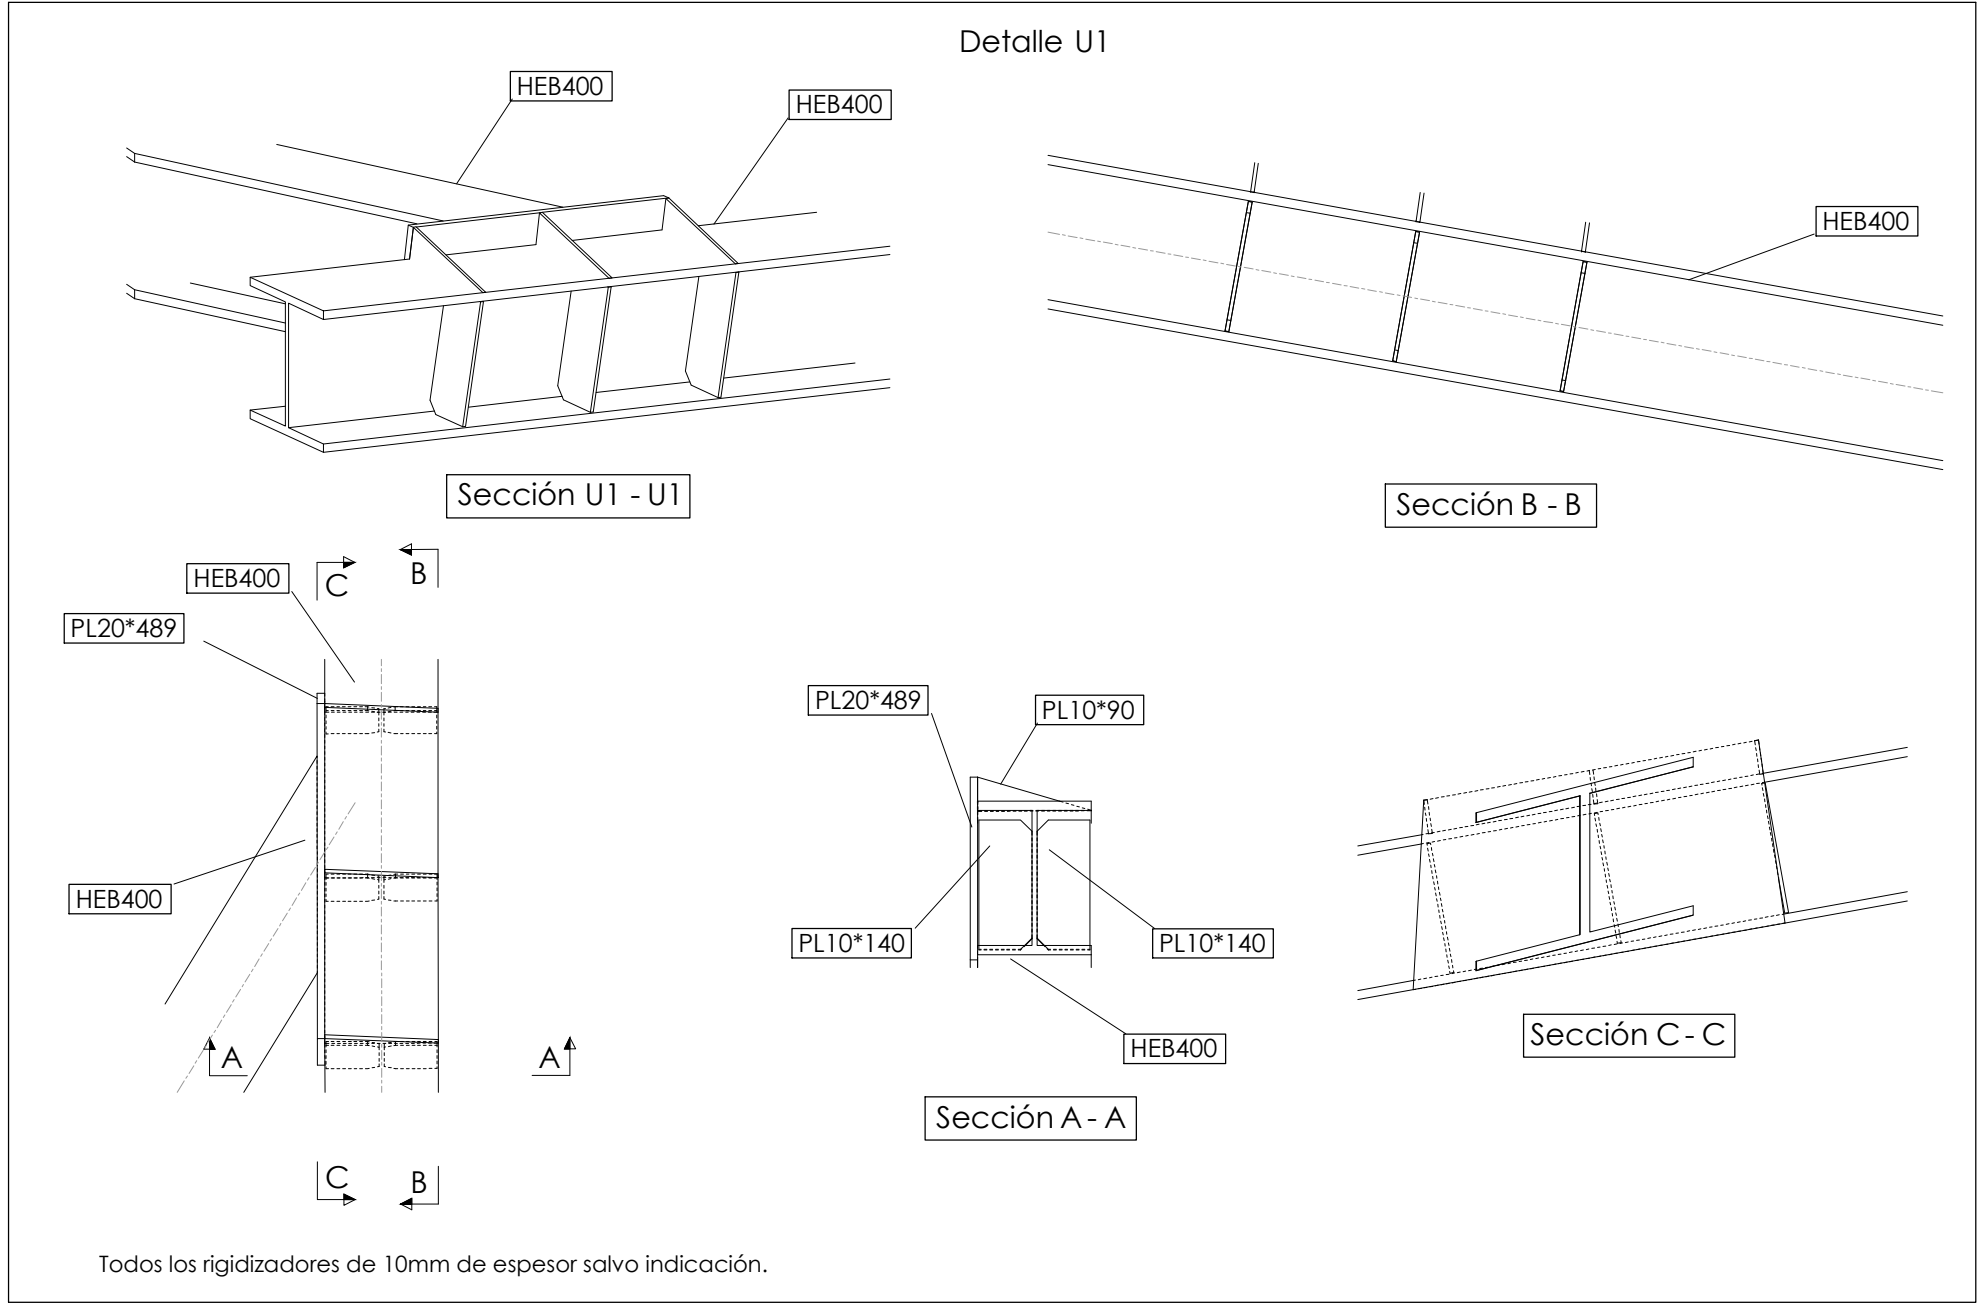 Detalle U1
HEB400
HEB400
HEB400
Sección U1 - U1
Sección B - B
C
B
HEB400
PL20*489
HEB400
A
A
C
B
PL20*489
PL10*90
PL10*140
PL10*140
HEB400
Sección A - A
Sección C - C
Todos los rigidizadores de 10mm de espesor salvo indicación.